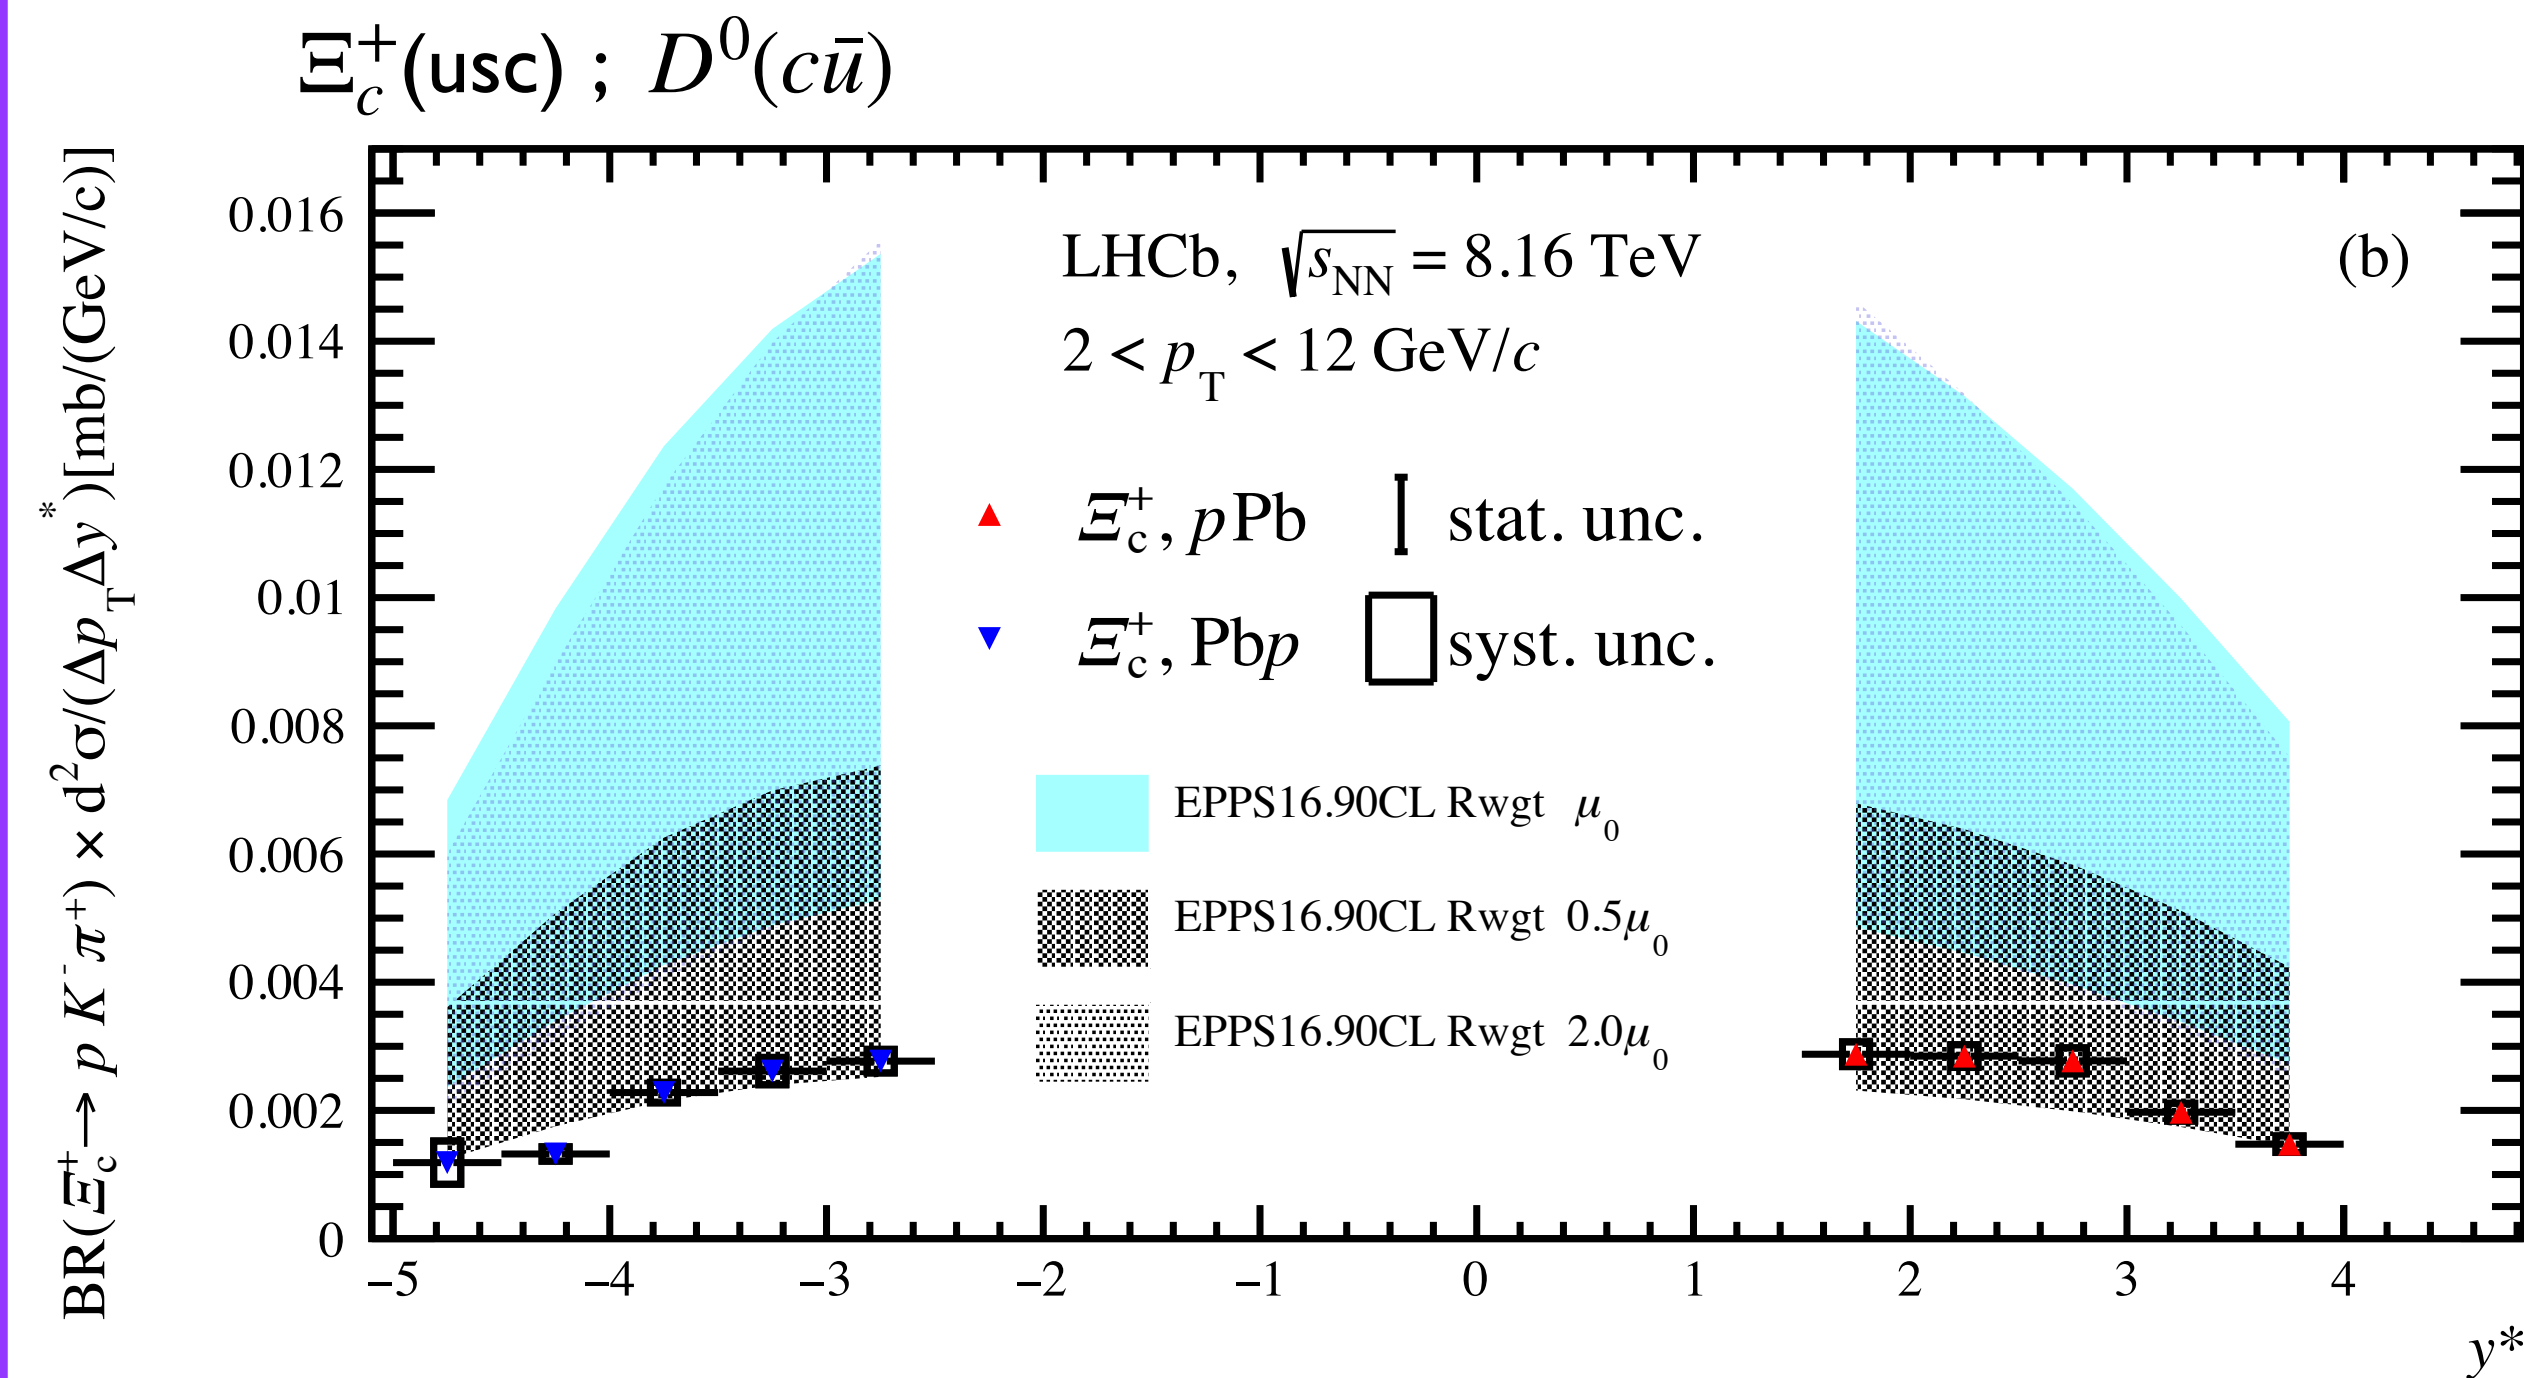 Ξc+(usc) ; D0(cū)
BR(Ξc+→ p K-π+) × d2σ/(ΔpTΔy*)[mb/(GeV/c)]
0.016
0.014
0.012
0.01
0.008
0.006
0.004
0.002
0
LHCb, √sNN = 8.16 TeV
(b)
2 < pT < 12 GeV/c
Ξc+, pPb stat. unc.
Ξc+, Pbp syst. unc.
EPPS16.90CL Rwgt μ0
EPPS16.90CL Rwgt 0.5μ0
EPPS16.90CL Rwgt 2.0μ0
−5 −4 −3 −2 −1 0 1 2 3 4
y*